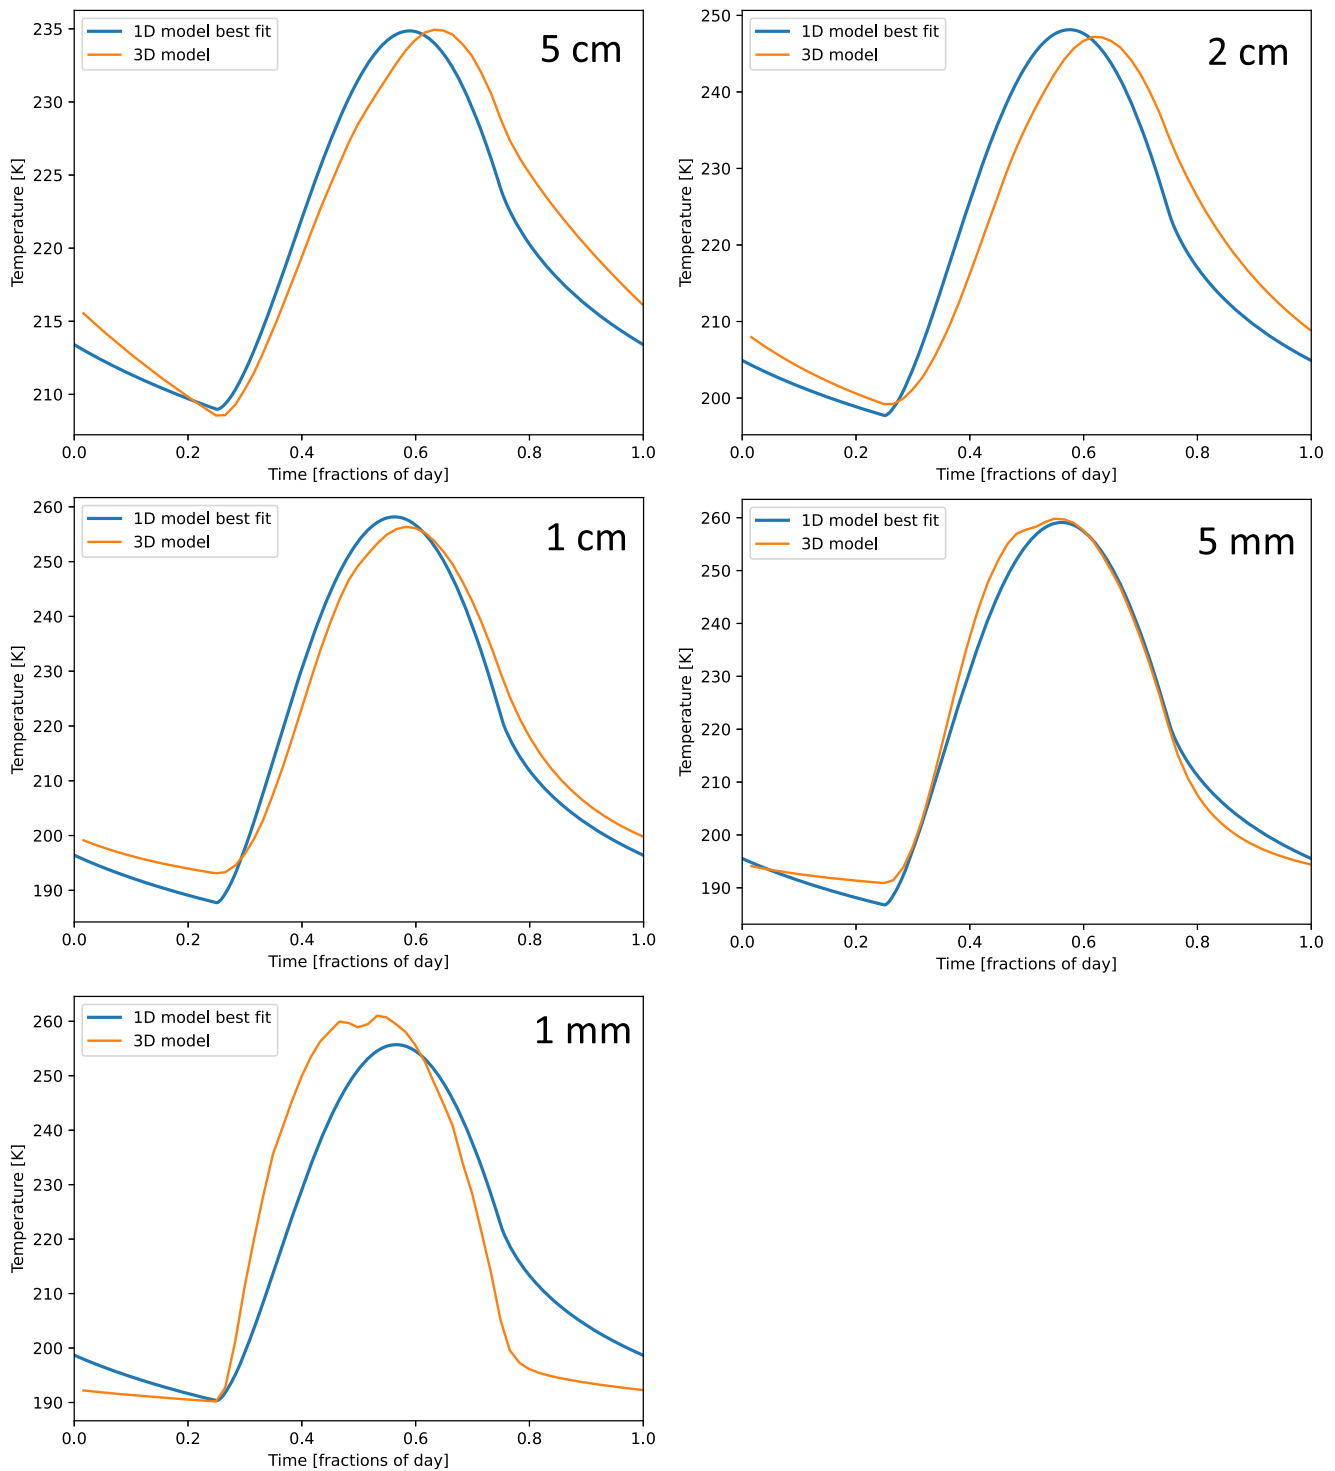 5 cm
1D model best fit
3D model
235
230
225
220
215
210
Temperature [K]
0.0 0.2 0.4 0.6 0.8 1.0
Time [fractions of day]
2 cm
1D model best fit
3D model
250
240
230
220
210
200
Temperature [K]
0.0 0.2 0.4 0.6 0.8 1.0
Time [fractions of day]
1 cm
1D model best fit
3D model
260
250
240
230
220
210
200
190
Temperature [K]
0.0 0.2 0.4 0.6 0.8 1.0
Time [fractions of day]
5 mm
1D model best fit
3D model
260
250
240
230
220
210
200
190
Temperature [K]
0.0 0.2 0.4 0.6 0.8 1.0
Time [fractions of day]
1 mm
1D model best fit
3D model
260
250
240
230
220
210
200
190
Temperature [K]
0.0 0.2 0.4 0.6 0.8 1.0
Time [fractions of day]